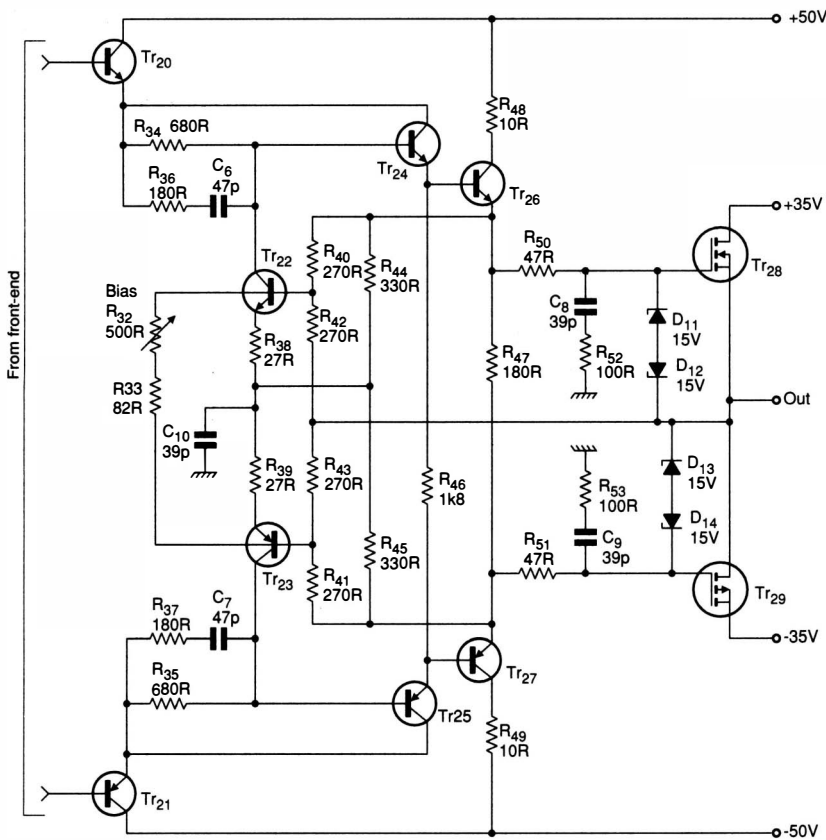 +50V
Tr20
R34 680R
R36
180R
C6
47p
Tr24
R48
10R
Tr26
+35V
Tr22
R40
270R
R44
330R
R50
47R
Tr28
Bias
R32
500R
R38
27R
R42
270R
C8
39p
D11
15V
R33
82R
R47
180R
R52
100R
D12
15V
From front-end
Out
C10
39p
R39
27R
R43
270R
R46
1k8
R53
100R
D13
15V
R45
330R
R51
47R
C9
39p
D14
15V
Tr23
R41
270R
Tr29
R37
180R
C7
47p
-35V
R35
680R
Tr27
Tr25
R49
10R
Tr21
-50V